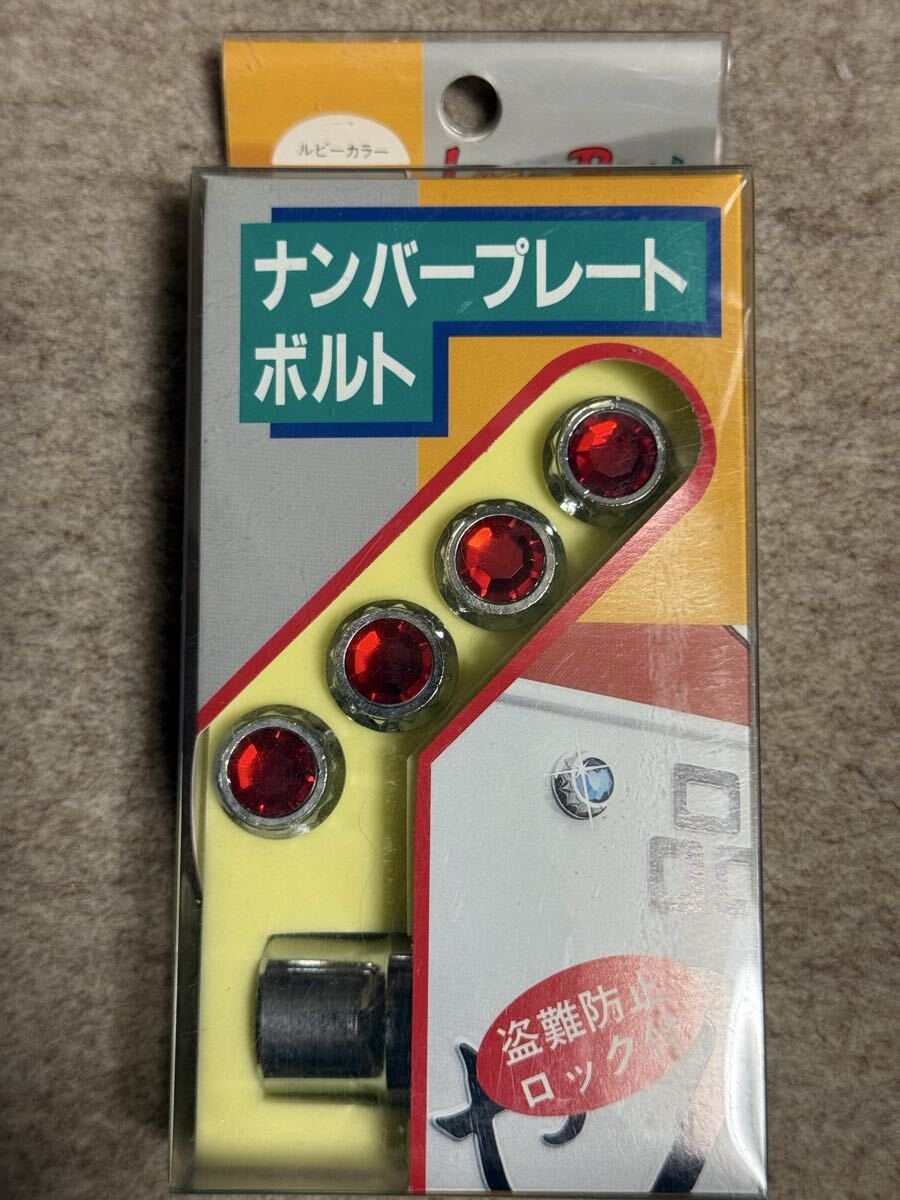 ルビーカラー
ナンバープレート
ボルト
品
盗難防止
ロック付